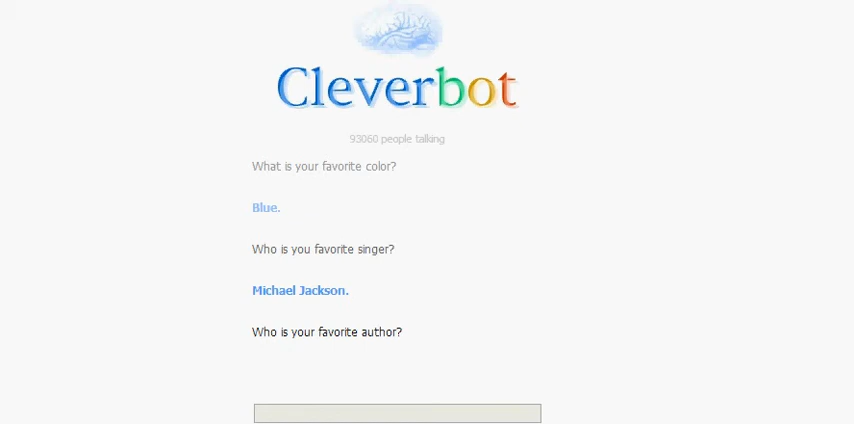 Cleverbot
93060 people talking
What is your favorite color?
Blue.
Who is you favorite singer?
Michael Jackson.
Who is your favorite author?